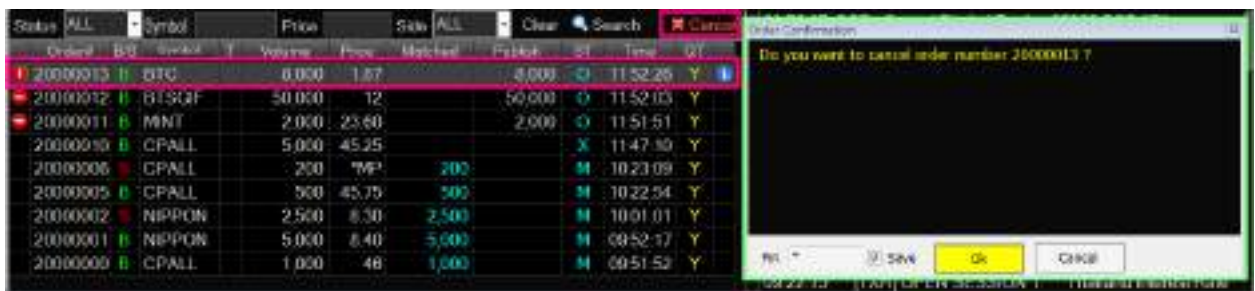 Status ALL Symbol Price Side ALL Clear Search Cancel
Order# B/S Symbol T Volume Price Matched Publish ST Time QT
20000013 B BTC 8,000 1.87 8,000 O 11:52:26 Y
20000012 B BTSGIF 50,000 12 50,000 O 11:52:03 Y
20000011 B MINT 2,000 23.60 2,000 O 11:51:51 Y
20000010 B CPALL 5,000 45.25 X 11:47:10 Y
20000006 S CPALL 200 *MP 200 M 10:23:09 Y
20000005 B CPALL 500 45.75 500 M 10:22:54 Y
20000002 S NIPPON 2,500 8.30 2,500 M 10:01:01 Y
20000001 B NIPPON 5,000 8.40 5,000 M 09:52:17 Y
20000000 B CPALL 1,000 46 1,000 M 09:51:52 Y
Order Confirmation
Do you want to cancel order number 20000013 ?
Save Ok Cancel
OPEN SESSION 1